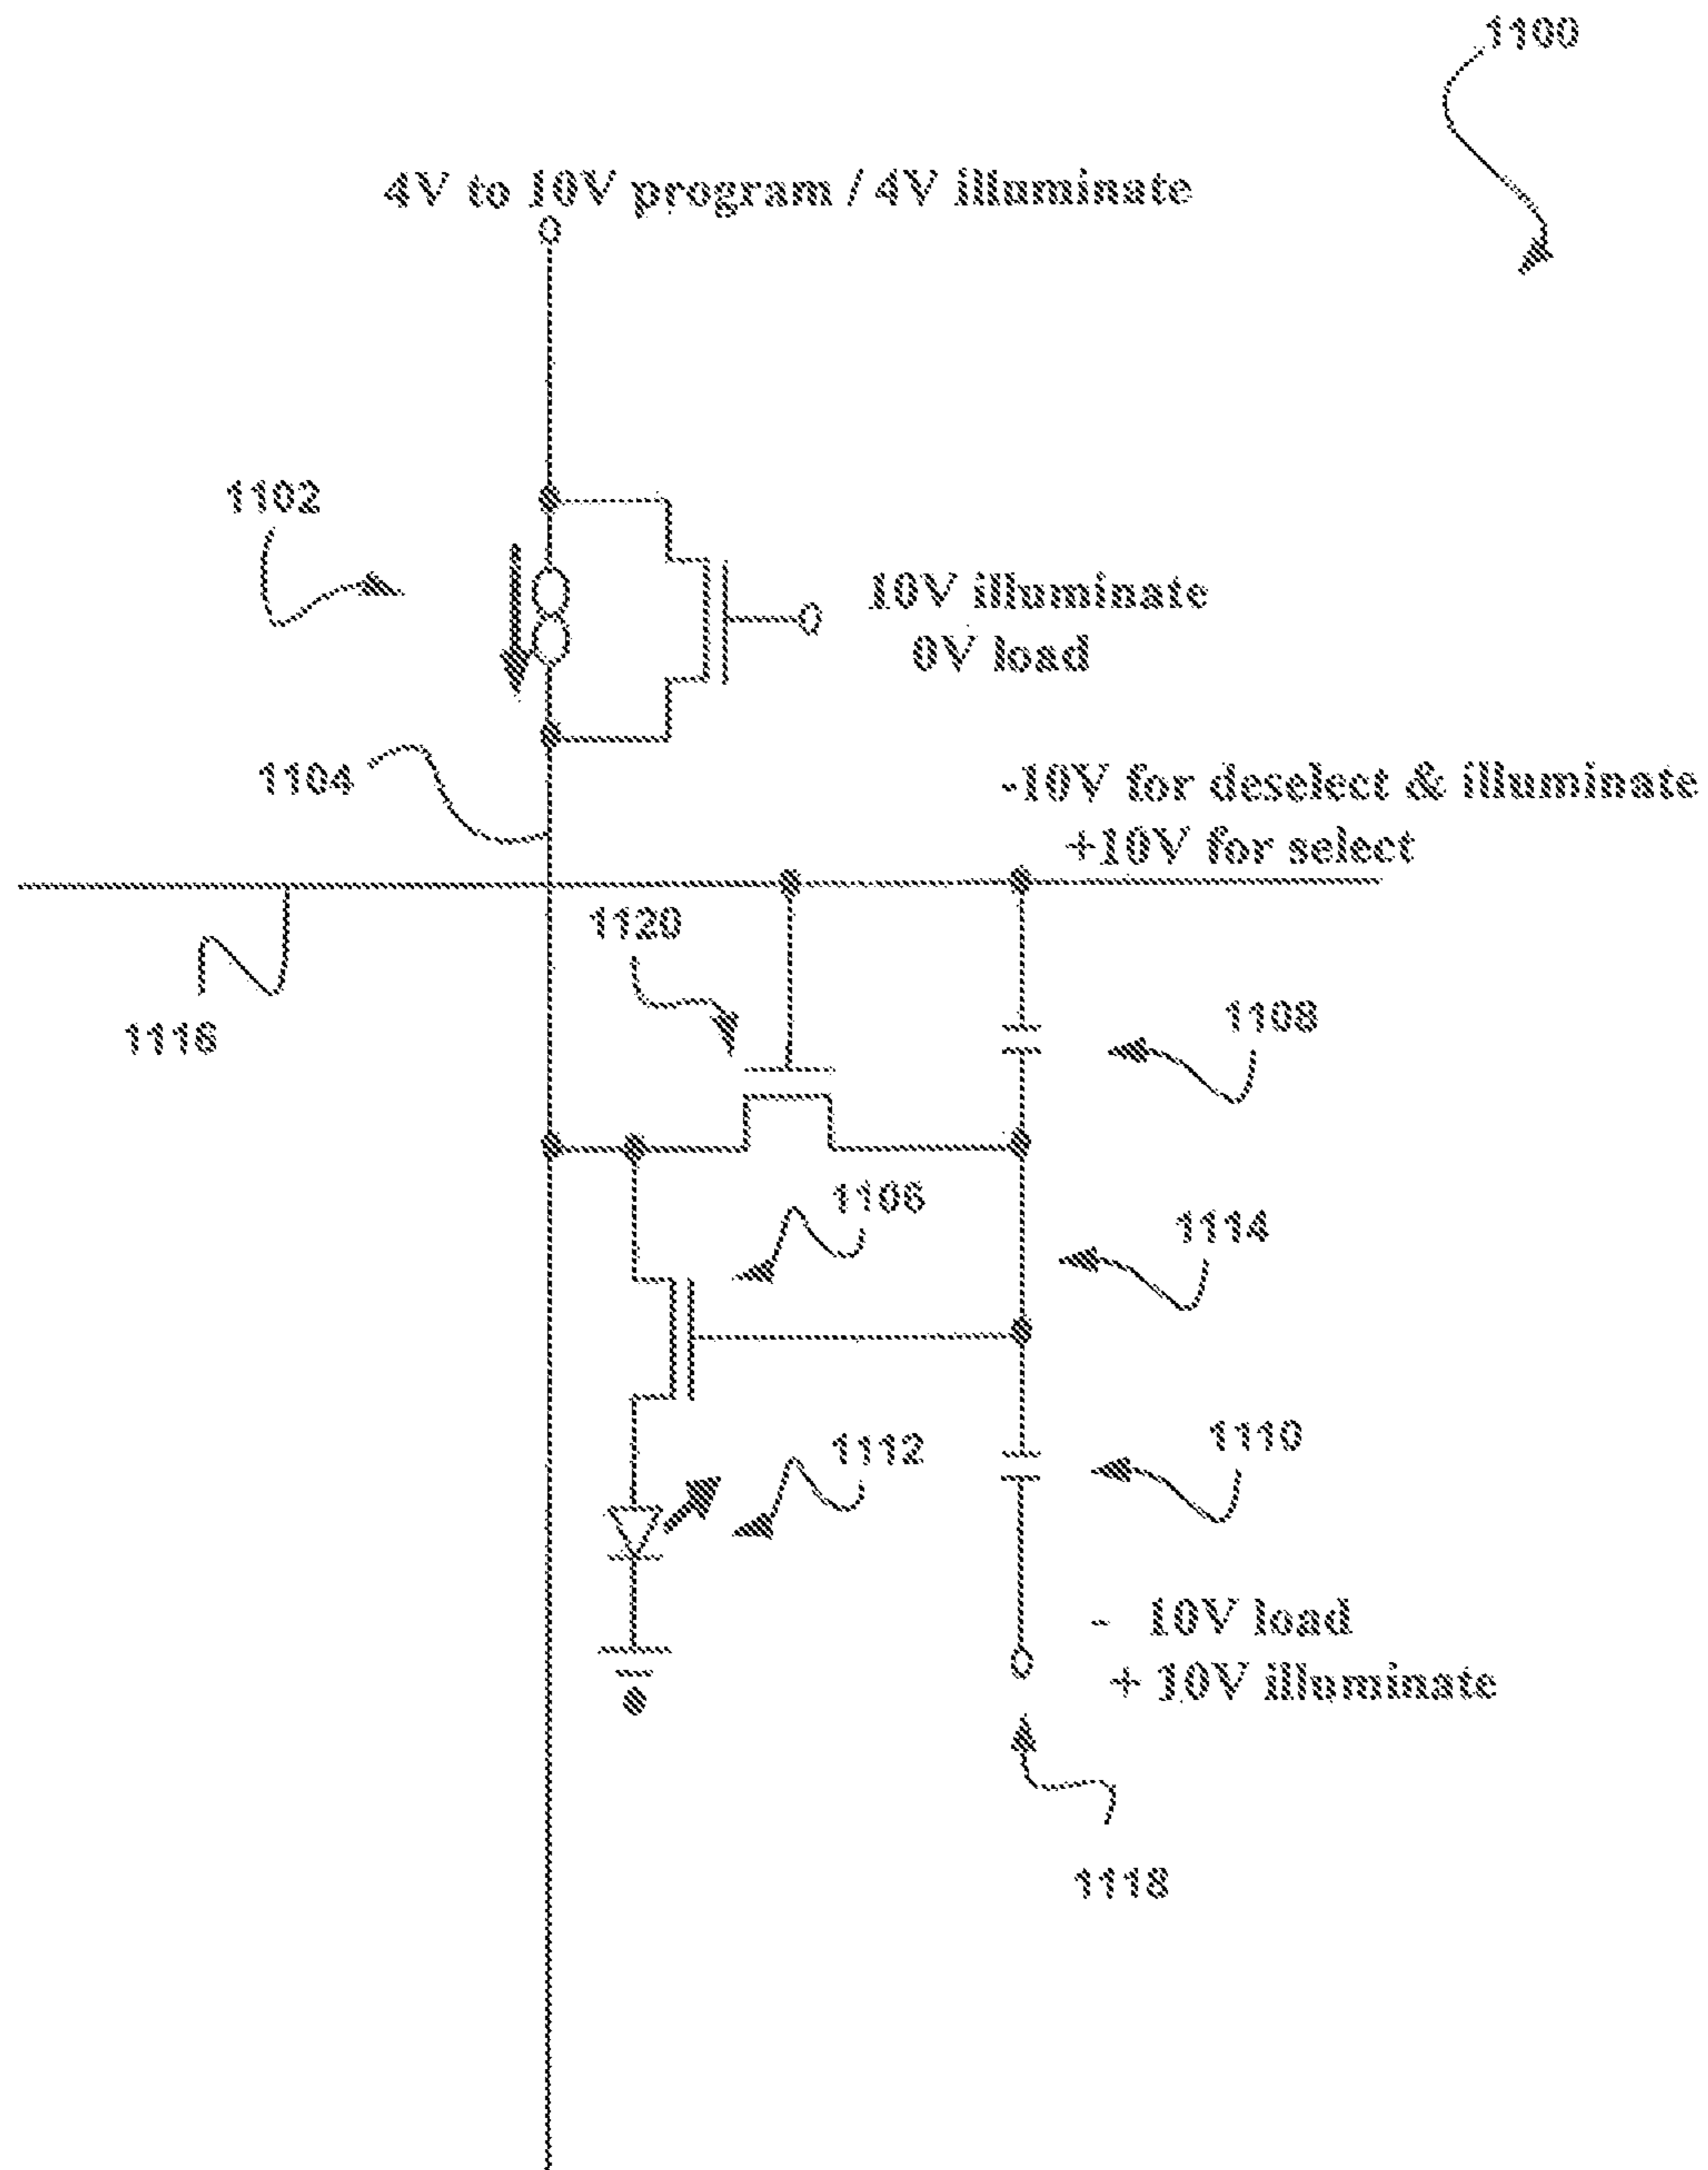 1100
4V to 10V program / 4V illuminate
1102
10V illuminate
0V load
1104
-10V for deselect & illuminate
+10V for select
1120
1116
1108
1106
1114
1112
1110
- 10V load
+ 10V illuminate
1118